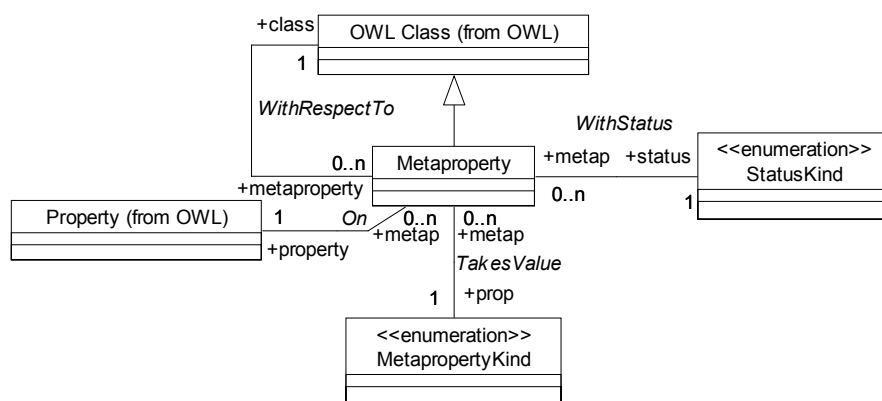 +class
OWL Class (from OWL)
1
WithRespectTo
WithStatus
0..n
Metaproperty
+metap
+status
<<enumeration>>
StatusKind
+metaproperty
0..n
1
Property (from OWL)
1
On
0..n
0..n
+property
+metap
+metap
TakesValue
1
+prop
<<enumeration>>
MetapropertyKind